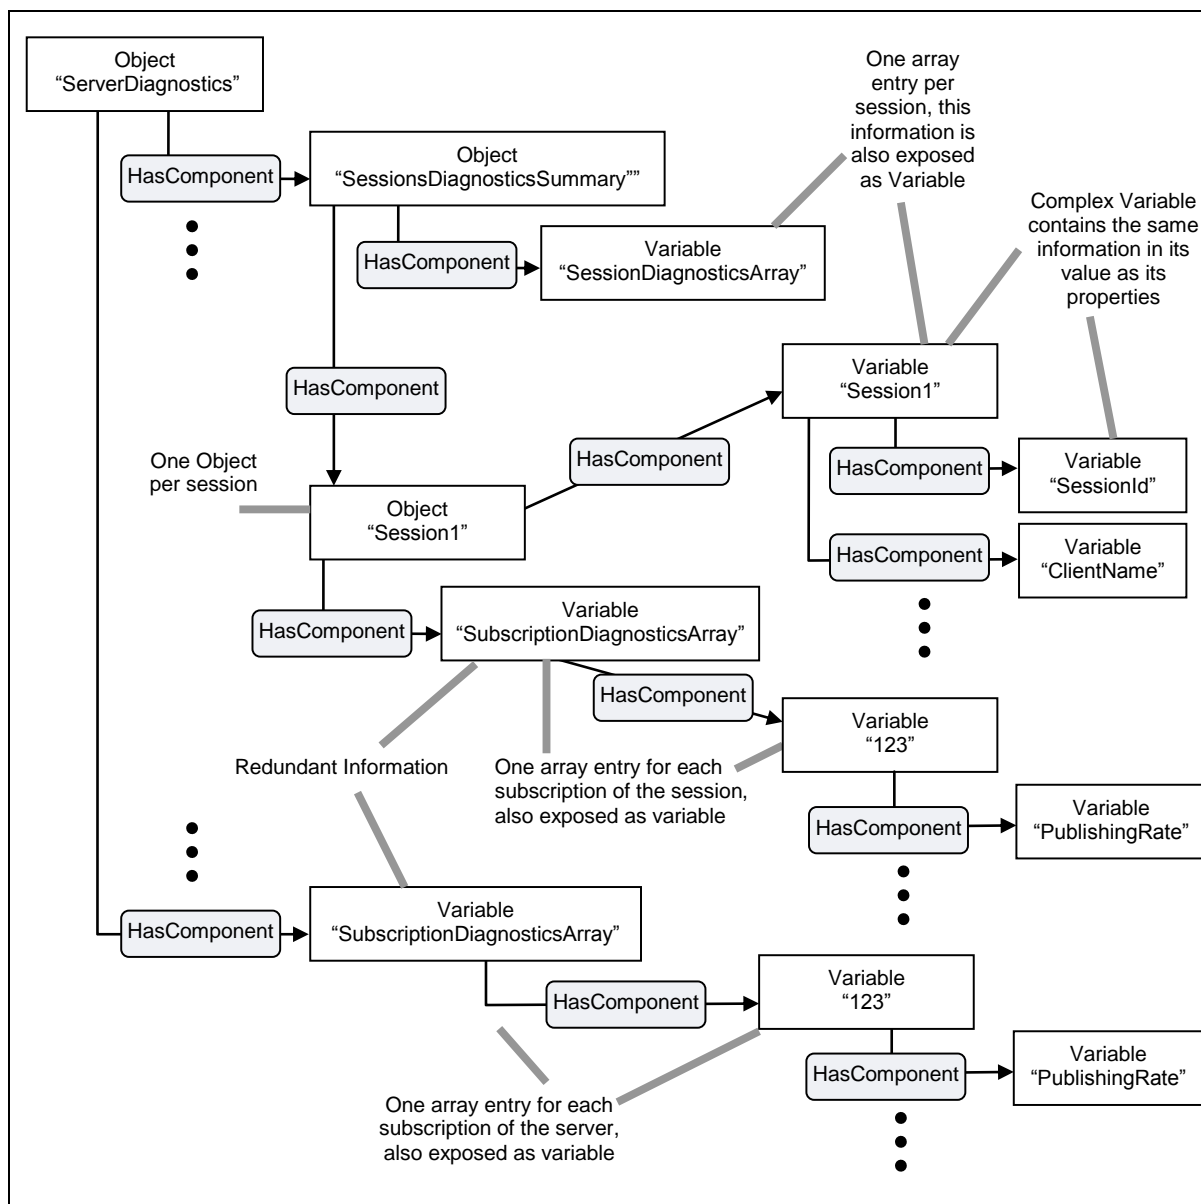 Object
“ServerDiagnostics”
One array
entry per
session, this
information is
also exposed
as Variable
HasComponent
Object
“SessionsDiagnosticsSummary””
Complex Variable
contains the same
information in its
value as its
properties
HasComponent
Variable
“SessionDiagnosticsArray”
HasComponent
Variable
“Session1”
One Object
per session
HasComponent
HasComponent
Variable
“SessionId”
Object
“Session1”
HasComponent
Variable
“ClientName”
HasComponent
Variable
“SubscriptionDiagnosticsArray”
HasComponent
Variable
“123”
Redundant Information
One array entry for each
subscription of the session,
also exposed as variable
HasComponent
Variable
“PublishingRate”
HasComponent
Variable
“SubscriptionDiagnosticsArray”
HasComponent
Variable
“123”
HasComponent
Variable
“PublishingRate”
One array entry for each
subscription of the server,
also exposed as variable